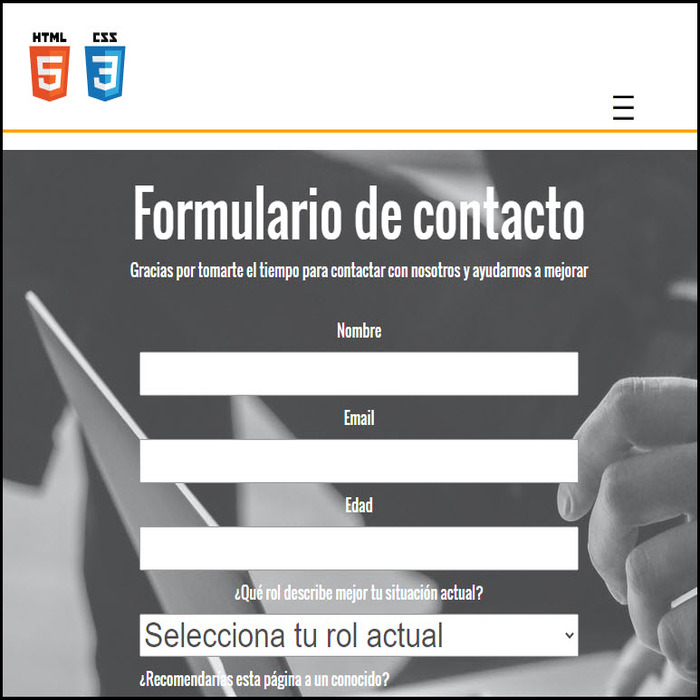 HTML CSS
5 3
Formulario de contacto
Gracias por tomarte el tiempo para contactar con nosotros y ayudarnos a mejorar
Nombre
Email
Edad
¿Qué rol describe mejor tu situación actual?
Selecciona tu rol actual
¿Recomendarías esta página a un conocido?